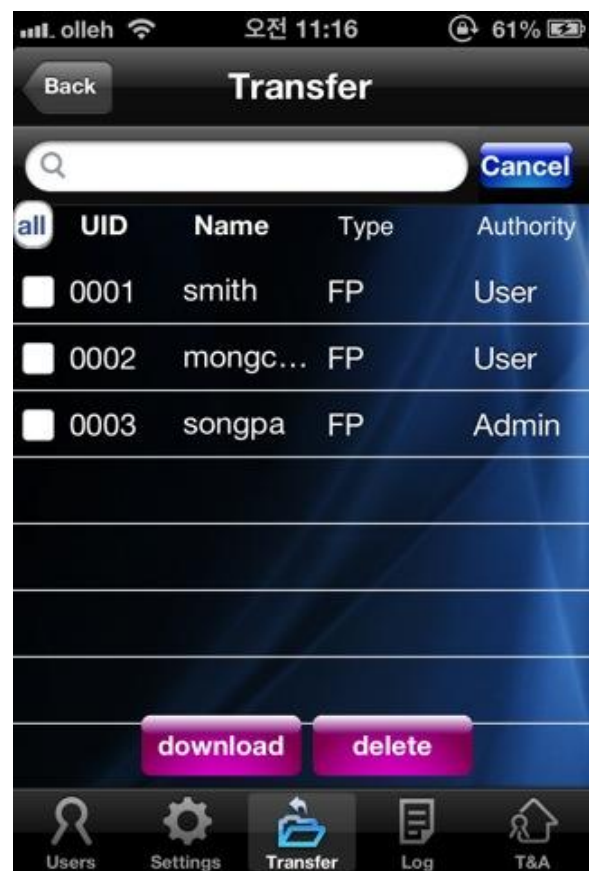 olleh 오전 11:16 61%
Back Transfer
Cancel
all UID Name Type Authority
0001 smith FP User
0002 mongc... FP User
0003 songpa FP Admin
download delete
Users Settings Transfer Log T&A